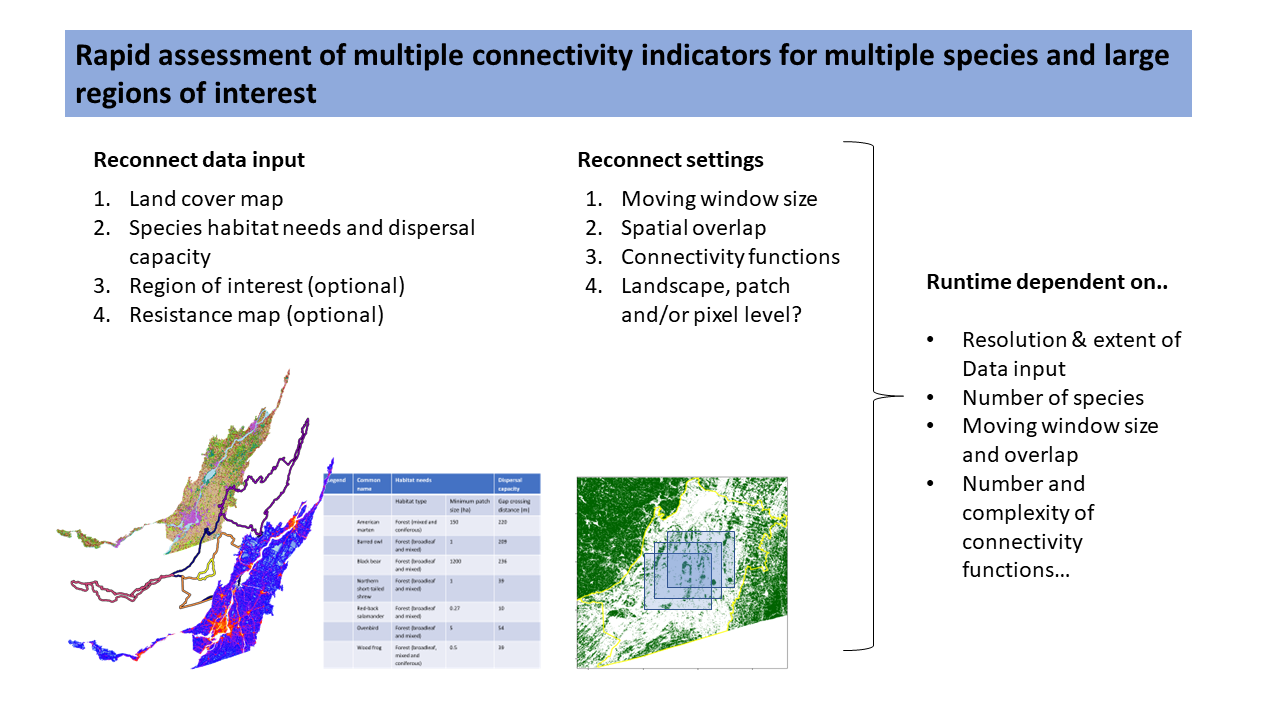 Rapid assessment of multiple connectivity indicators for multiple species and large
regions of interest
Reconnect data input
1. Land cover map
2. Species habitat needs and dispersal
capacity
3. Region of interest (optional)
4. Resistance map (optional)
Reconnect settings
1. Moving window size
2. Spatial overlap
3. Connectivity functions
4. Landscape, patch
and/or pixel level?
Runtime dependent on..
• Resolution & extent of
Data input
• Number of species
• Moving window size
and overlap
• Number and
complexity of
connectivity
functions…
Common Habitat needs Dispersal
name capacity
Habitat type Minimum patch Gap crossing
size (ha) distance (m)
American Forest (mixed and 150 220
marten coniferous)
Barred owl Forest (broadleaf 1 209
and mixed)
Black bear Forest (broadleaf 1200 236
and mixed)
Northern Forest (broadleaf 1 39
short-tailed and mixed)
shrew
Red-back Forest (broadleaf 0.27 10
salamander and mixed)
Ovenbird Forest (broadleaf 5 54
and mixed)
Wood frog Forest (broadleaf, 0.5 39
mixed and
coniferous)